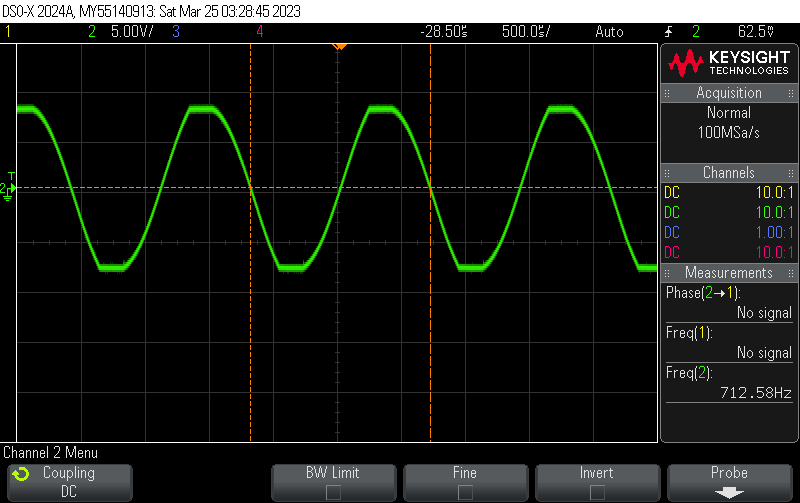 DSO-X 2024A, MY55140913: Sat Mar 25 03:28:45 2023
1 2 5.00V/ 3 4 -28.50s 500.0s/ Auto 2 62.5V
KEYSIGHT
TECHNOLOGIES
Acquisition
Normal
100MSa/s
Channels
DC 10.0:1
DC 10.0:1
DC 1.00:1
DC 10.0:1
Measurements
Phase(2→1):
No signal
Freq(1):
No signal
Freq(2):
712.58Hz
T
2
Channel 2 Menu
Coupling
DC
BW Limit
Fine
Invert
Probe